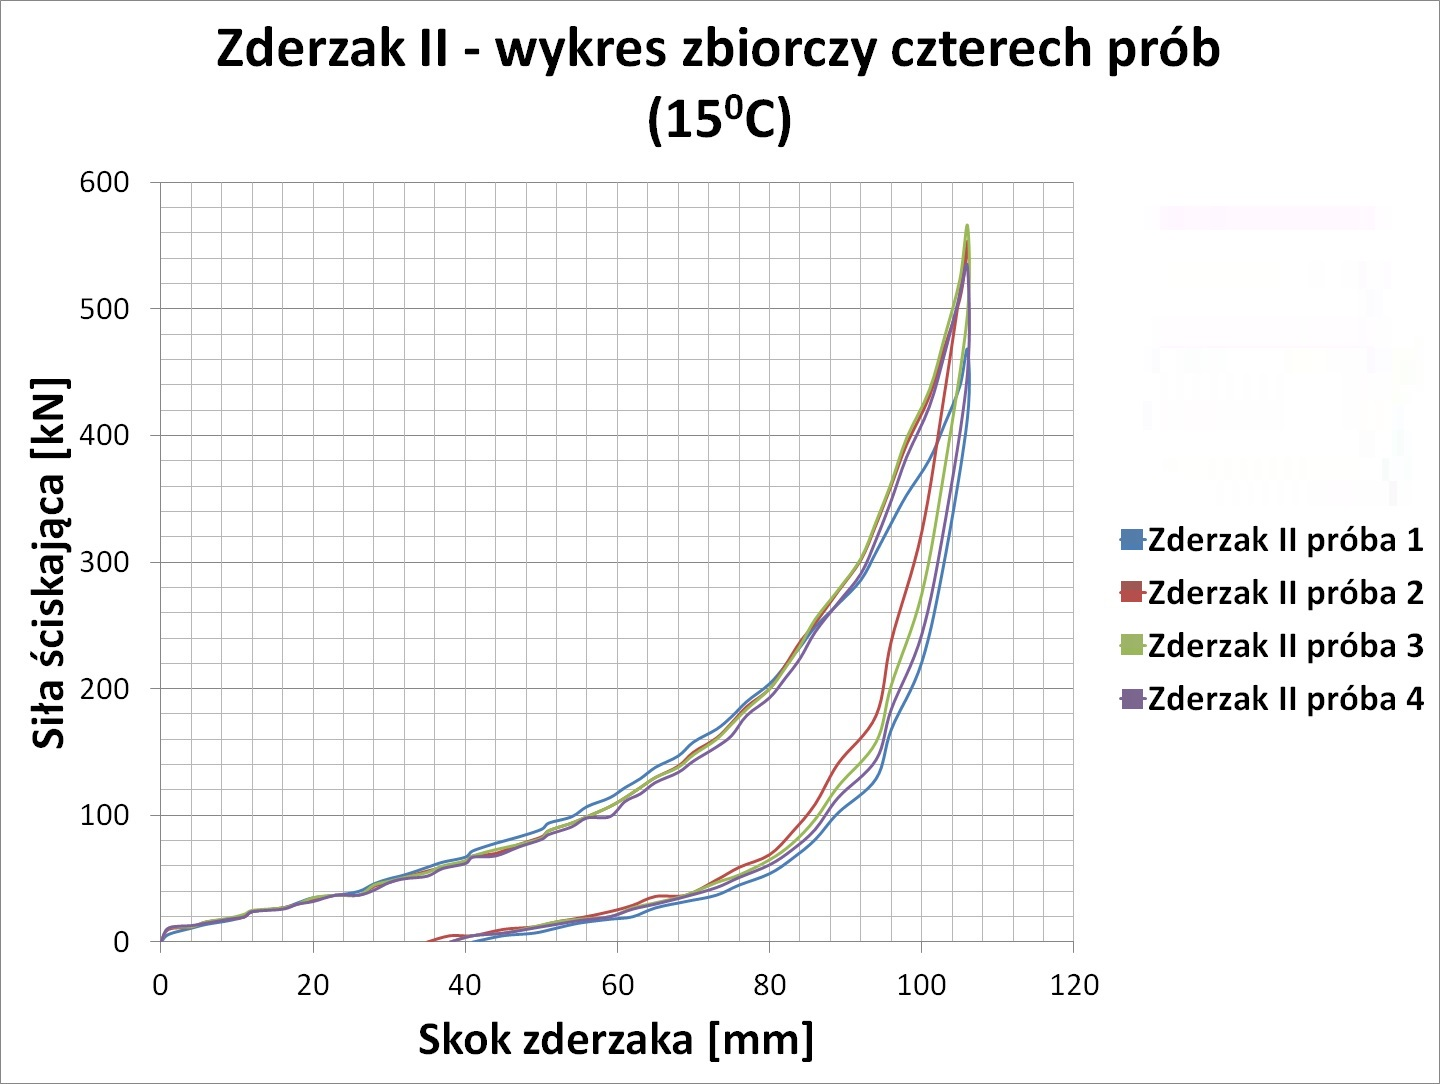 Zderzak II - wykres zbiorczy czterech prób
(15⁰C)
600
500
400
300
200
100
0
0 20 40 60 80 100 120
Siła ściskająca [kN]
Skok zderzaka [mm]
Zderzak II próba 1
Zderzak II próba 2
Zderzak II próba 3
Zderzak II próba 4